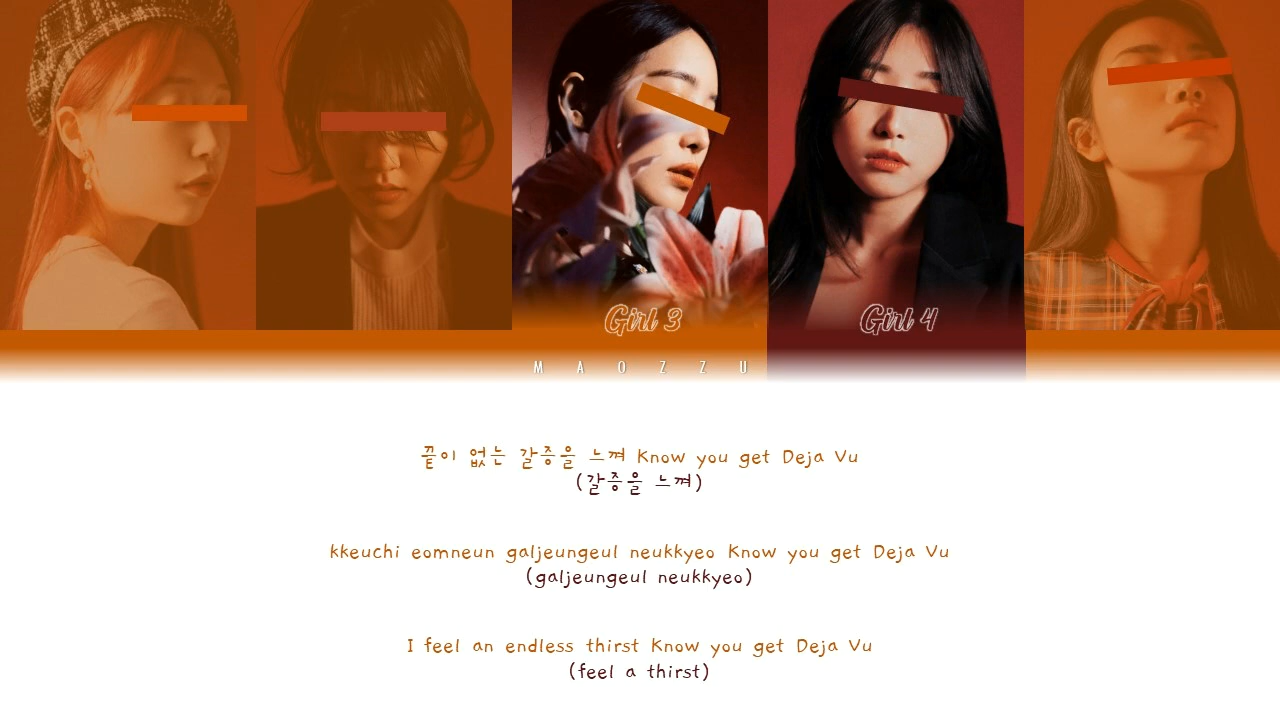 Girl 3
Girl 4
MAOZZU
끝이 없는 갈증을 느껴 Know you get Deja Vu
(갈증을 느껴)
kkeuchi eomneun galjeungeul neukkyeo Know you get Deja Vu
(galjeungeul neukkyeo)
I feel an endless thirst Know you get Deja Vu
(feel a thirst)